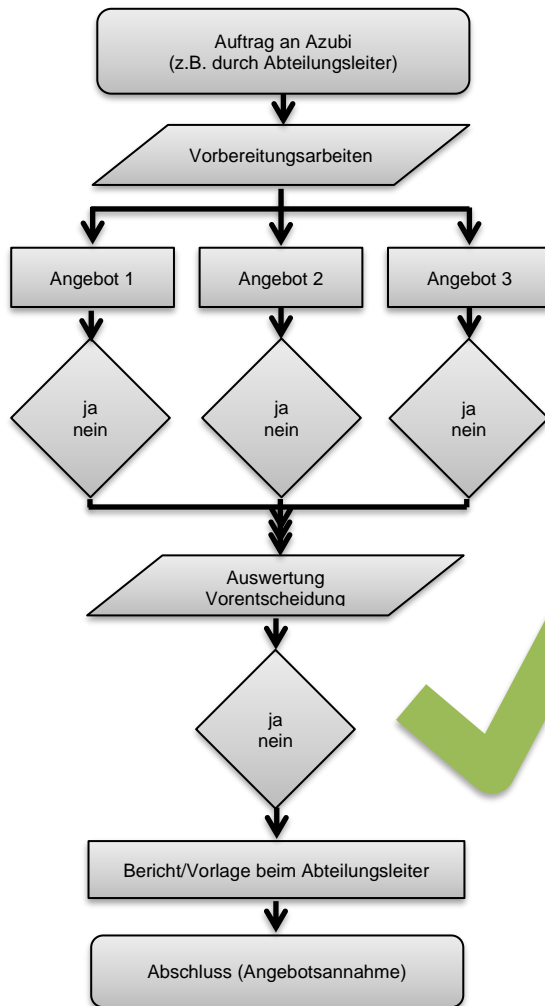 Auftrag an Azubi
(z.B. durch Abteilungsleiter)
Vorbereitungsarbeiten
Angebot 1
Angebot 2
Angebot 3
ja
nein
ja
nein
ja
nein
Auswertung
Vorentscheidung
ja
nein
Bericht/Vorlage beim Abteilungsleiter
Abschluss (Angebotsannahme)